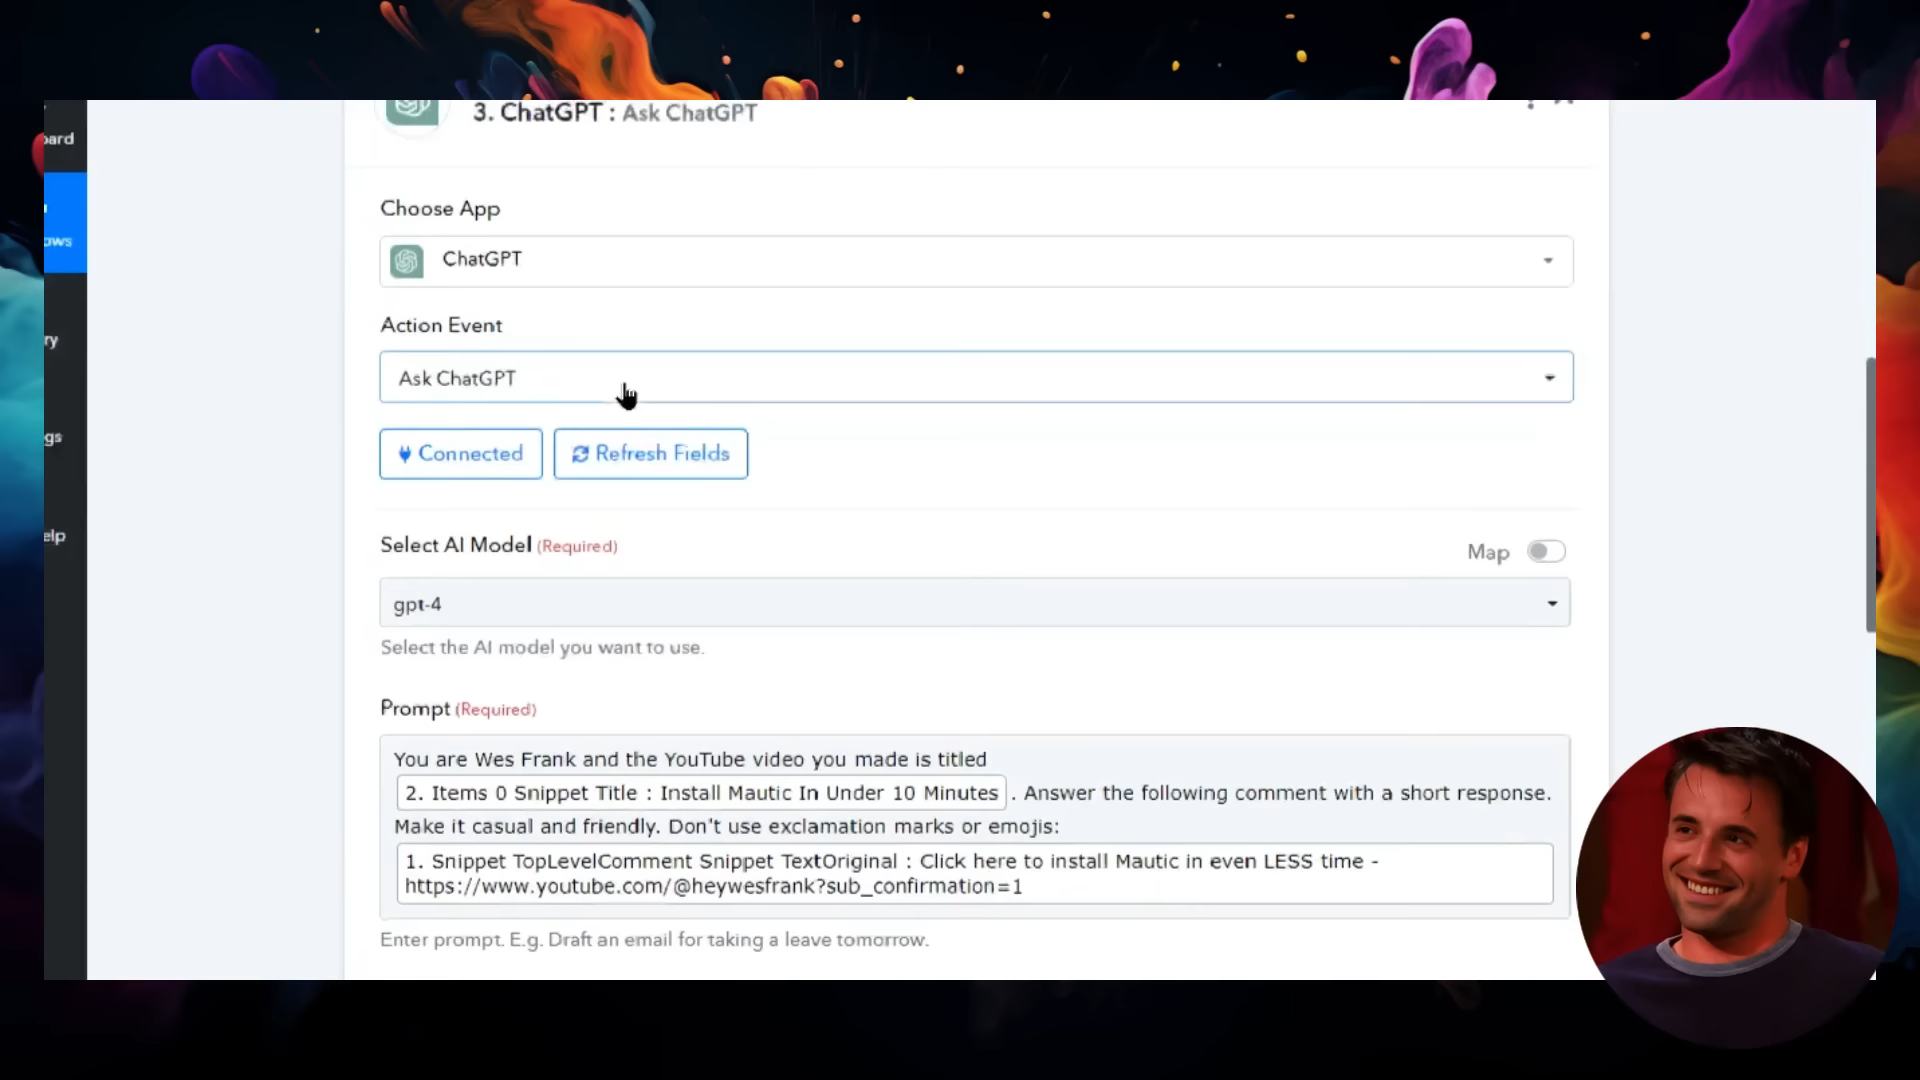 3. ChatGPT : Ask ChatGPT
oard
ows
ry
gs
elp
Choose App
ChatGPT
Action Event
Ask ChatGPT
Connected
Refresh Fields
Select AI Model (Required)
Map
gpt-4
Select the AI model you want to use.
Prompt (Required)
You are Wes Frank and the YouTube video you made is titled
2. Items 0 Snippet Title : Install Mautic In Under 10 Minutes . Answer the following comment with a short response.
Make it casual and friendly. Don't use exclamation marks or emojis:
1. Snippet TopLevelComment Snippet TextOriginal : Click here to install Mautic in even LESS time -
https://www.youtube.com/@heywesfrank?sub_confirmation=1
Enter prompt. E.g. Draft an email for taking a leave tomorrow.